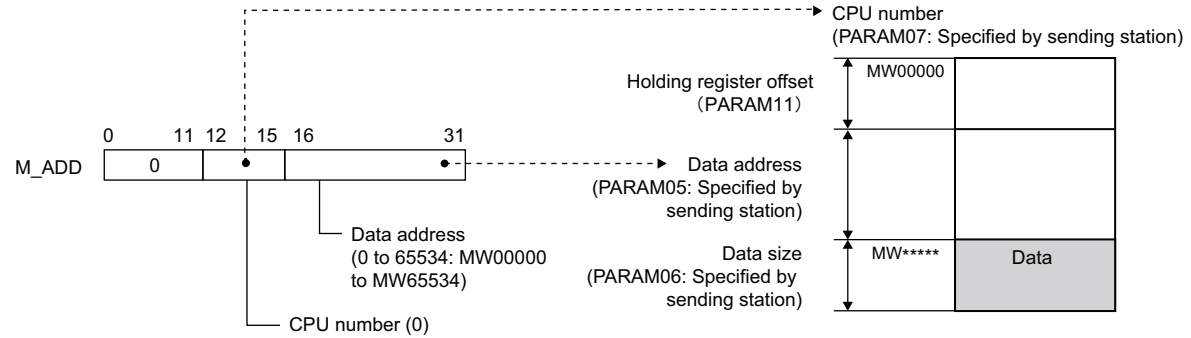 CPU number
(PARAM07: Specified by sending station)
Holding register offset
（PARAM11）
MW00000
0 11 12 15 16 31
M_ADD 0
Data address
(PARAM05: Specified by
sending station)
Data address
(0 to 65534: MW00000
to MW65534)
Data size
(PARAM06: Specified by
sending station)
MW*****
Data
CPU number (0)